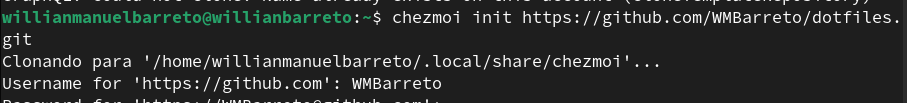 willianmanuelbarreto@willianbarreto:~$ chezmoi init https://github.com/WMBarreto/dotfiles.
git
Clonando para '/home/willianmanuelbarreto/.local/share/chezmoi'...
Username for 'https://github.com': WMBarreto